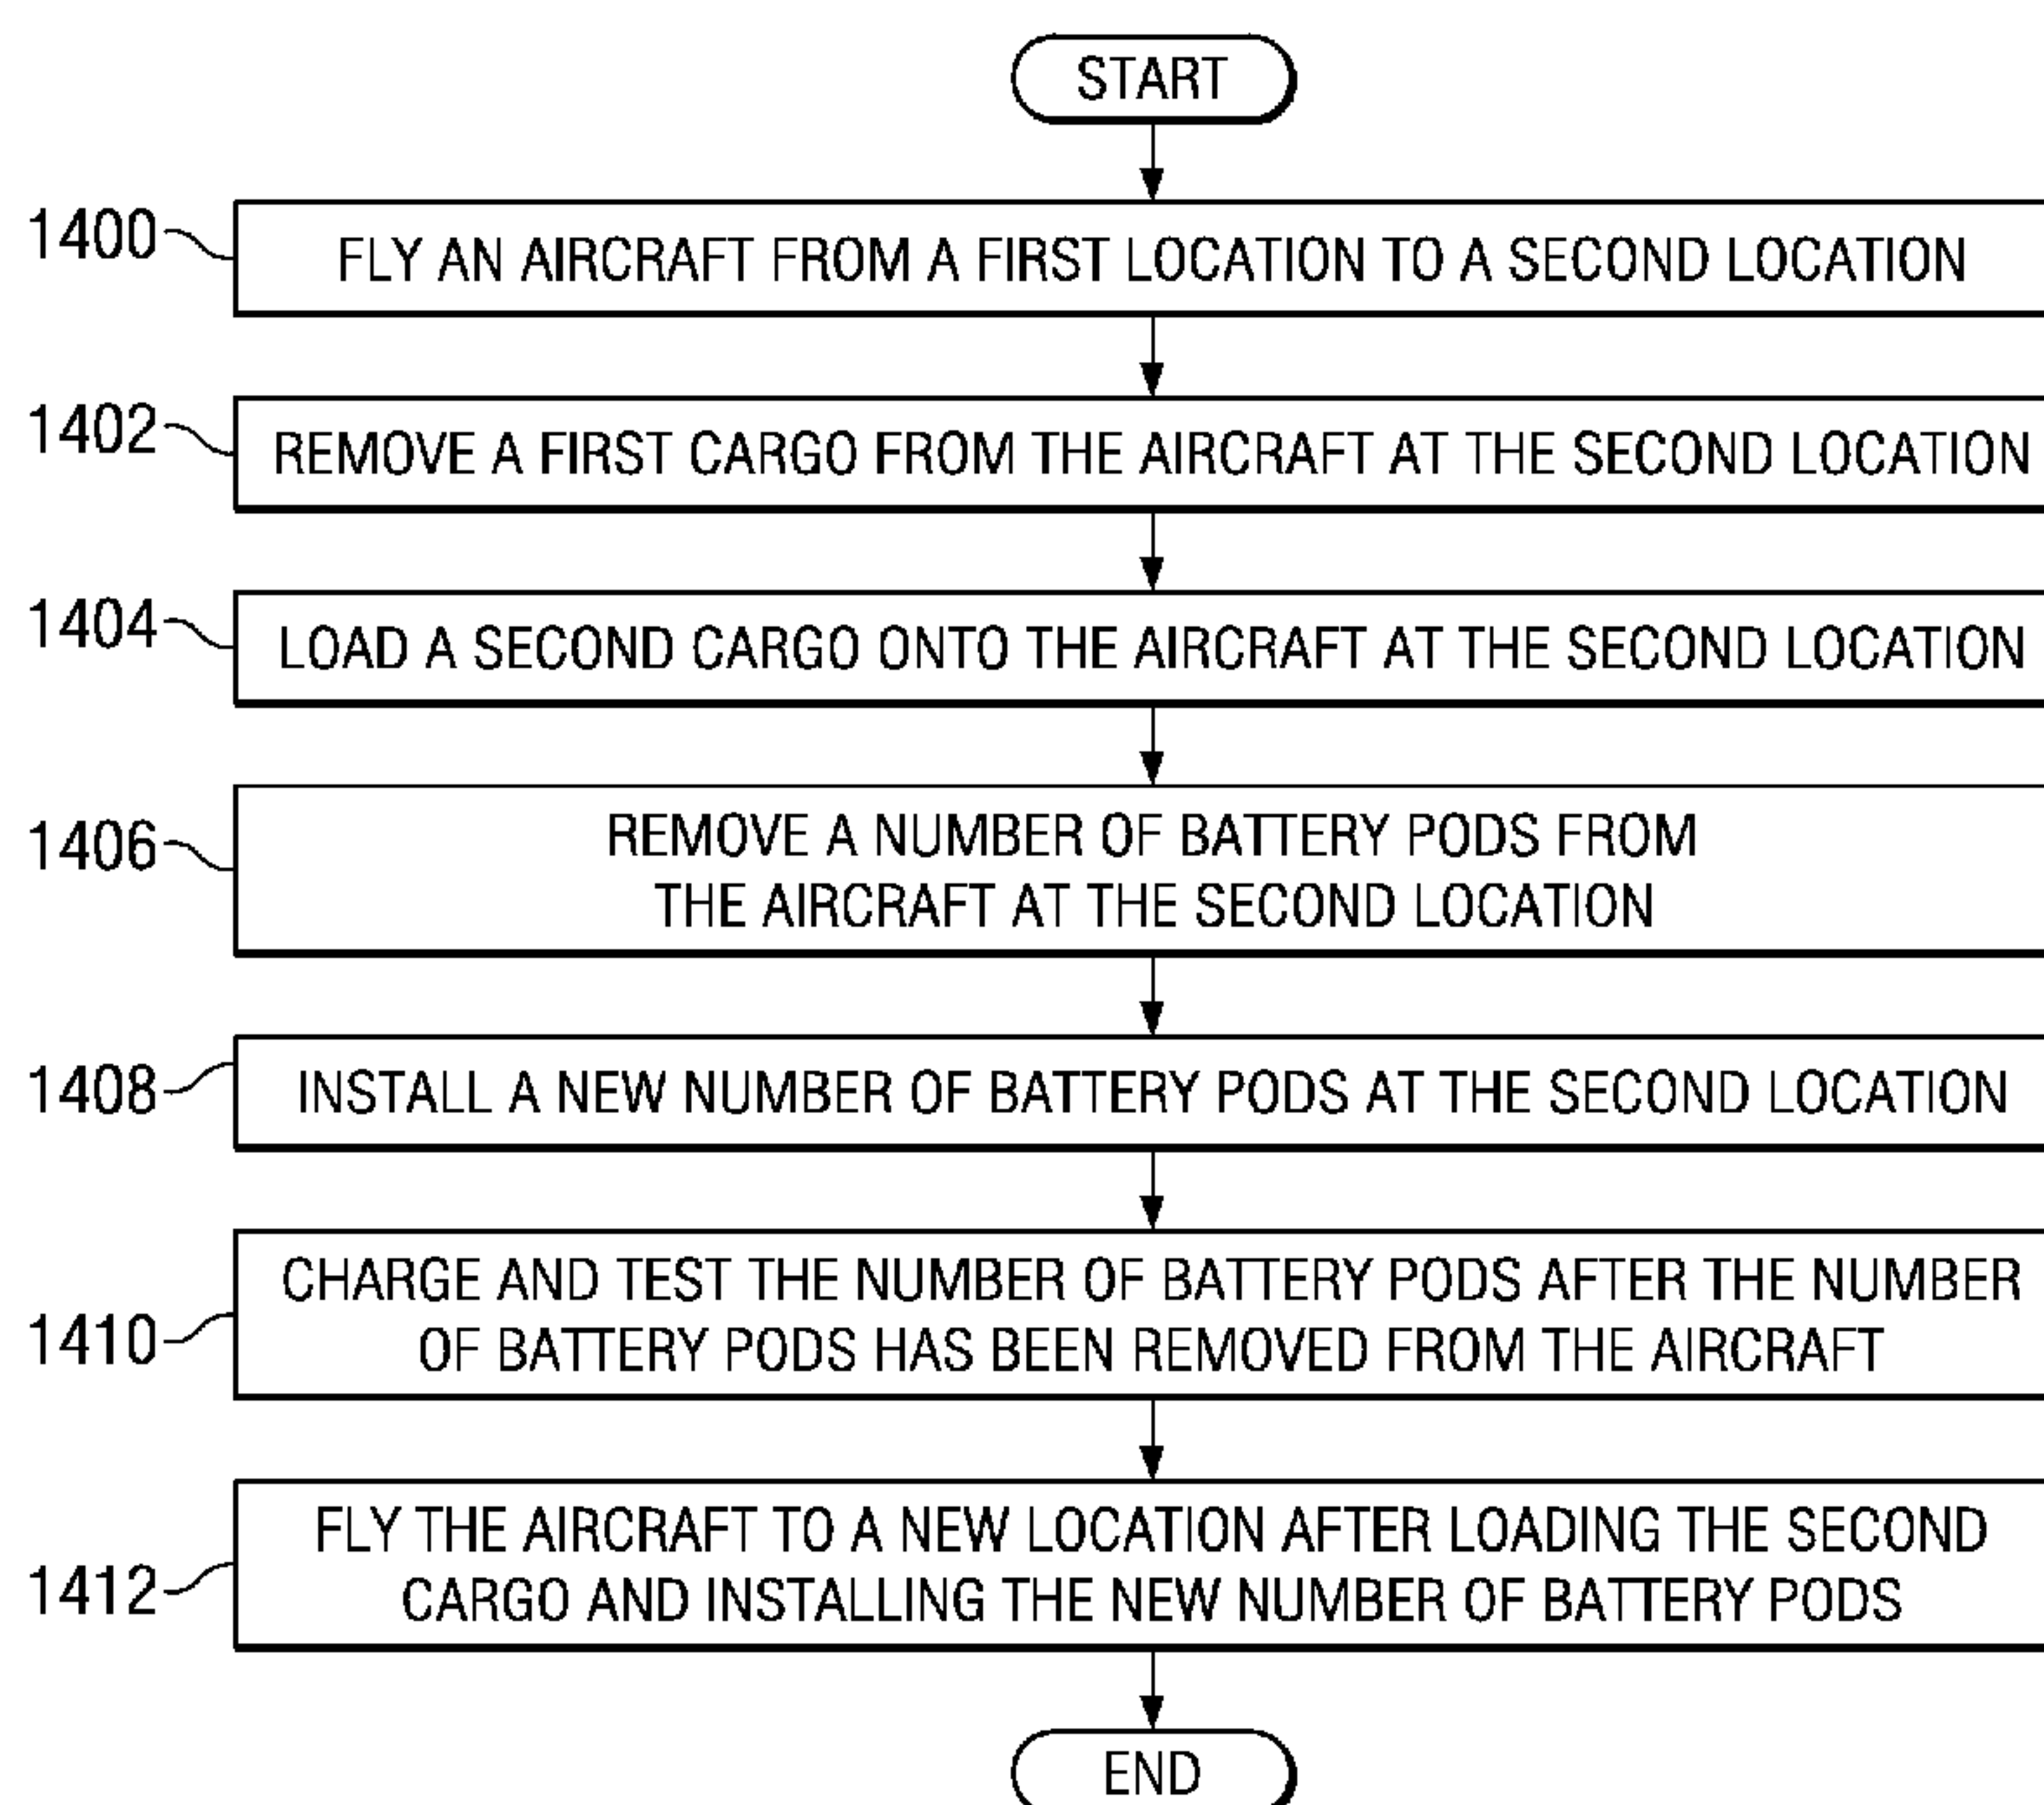 START
1400
FLY AN AIRCRAFT FROM A FIRST LOCATION TO A SECOND LOCATION
1402
REMOVE A FIRST CARGO FROM THE AIRCRAFT AT THE SECOND LOCATION
1404
LOAD A SECOND CARGO ONTO THE AIRCRAFT AT THE SECOND LOCATION
1406
REMOVE A NUMBER OF BATTERY PODS FROM
THE AIRCRAFT AT THE SECOND LOCATION
1408
INSTALL A NEW NUMBER OF BATTERY PODS AT THE SECOND LOCATION
1410
CHARGE AND TEST THE NUMBER OF BATTERY PODS AFTER THE NUMBER
OF BATTERY PODS HAS BEEN REMOVED FROM THE AIRCRAFT
1412
FLY THE AIRCRAFT TO A NEW LOCATION AFTER LOADING THE SECOND
CARGO AND INSTALLING THE NEW NUMBER OF BATTERY PODS
END